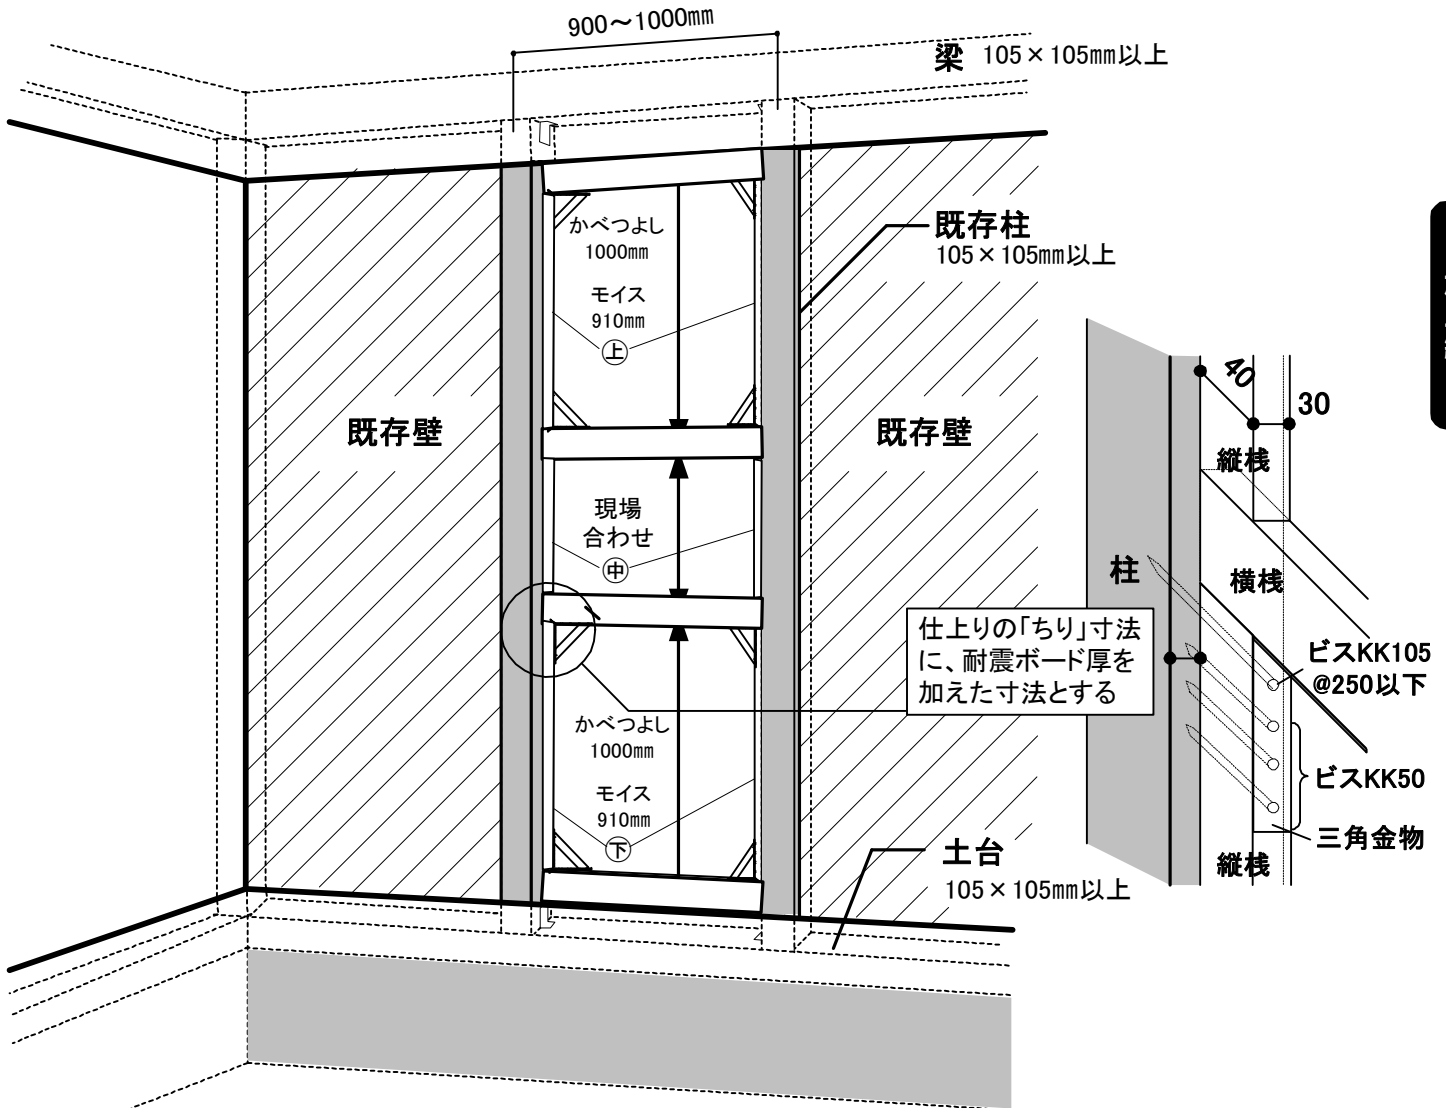 900～1000mm
梁 105×105mm以上
既存柱
105×105mm以上
かべつよし
1000mm
モイス
910mm
上
既存壁
既存壁
現場
合わせ
中
かべつよし
1000mm
モイス
910mm
下
土台
105×105mm以上
仕上りの「ちり」寸法
に、耐震ボード厚を
加えた寸法とする
40
30
縦桟
柱
横桟
ビスKK105
@250以下
ビスKK50
三角金物
縦桟